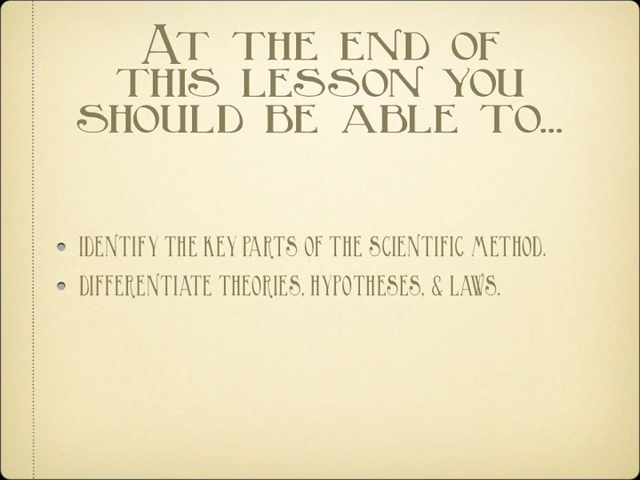 At the end of
this lesson you
should be able to...
• identify the key parts of the scientific method.
• differentiate theories, hypotheses, & laws.